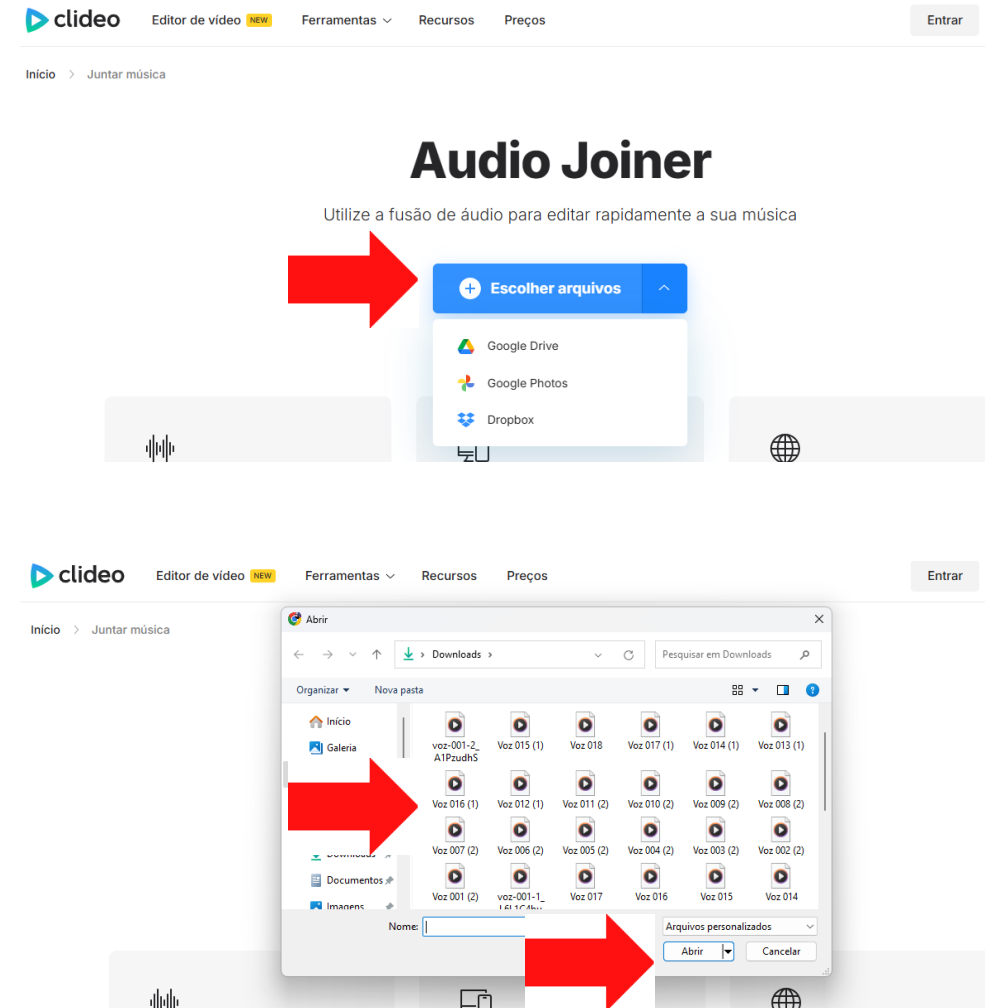 clideo Editor de vídeo NEW Ferramentas Recursos Preços Entrar
Início > Juntar música
Audio Joiner
Utilize a fusão de áudio para editar rapidamente a sua música
Escolher arquivos
Google Drive
Google Photos
Dropbox
clideo Editor de vídeo NEW Ferramentas Recursos Preços Entrar
Início > Juntar música
Abrir
Downloads Pesquisar em Downloads
Organizar Nova pasta
Início
Galeria
Downloads
Documentos
Imagens
voz-001-2_ Voz 015 (1) Voz 018 Voz 017 (1) Voz 014 (1) Voz 013 (1)
A1PzudhS
Voz 016 (1) Voz 012 (1) Voz 011 (2) Voz 010 (2) Voz 009 (2) Voz 008 (2)
Voz 007 (2) Voz 006 (2) Voz 005 (2) Voz 004 (2) Voz 003 (2) Voz 002 (2)
Voz 001 (2) voz-001-1_ Voz 017 Voz 016 Voz 015 Voz 014
Nome: Arquivos personalizados
Abrir Cancelar